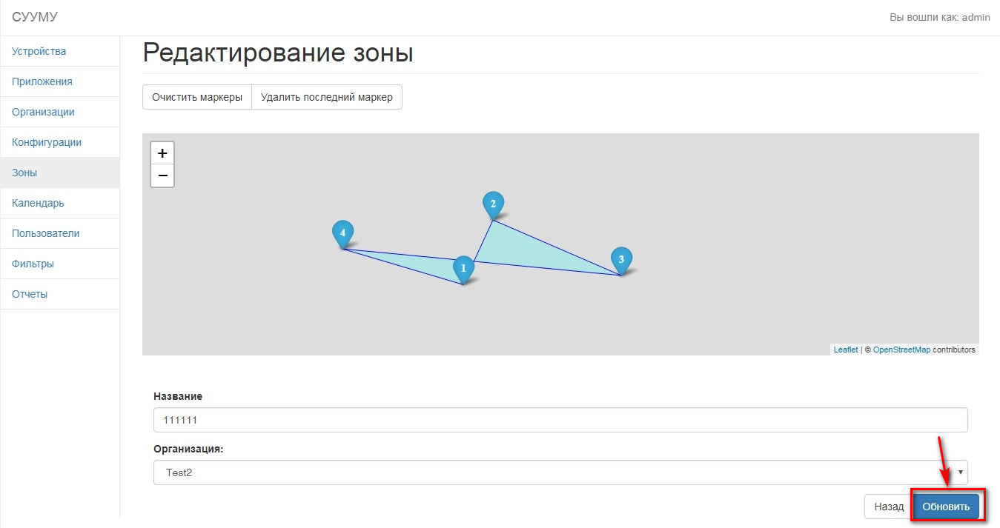 СУУМУ
Вы вошли как: admin
Устройства
Приложения
Организации
Конфигурации
Зоны
Календарь
Пользователи
Фильтры
Отчеты
Редактирование зоны
Очистить маркеры
Удалить последний маркер
+
−
2
4
3
1
Leaflet | © OpenStreetMap contributors
Название
111111
Организация:
Test2
Назад
Обновить